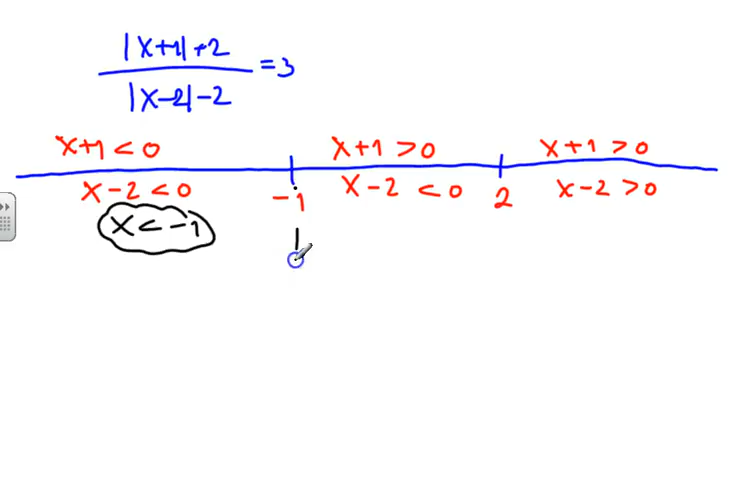 |x+1|+2
|x-2|-2
=3
x+1<0
x+1>0
x+1>0
x-2<0
-1
x-2<0
2
x-2>0
x<-1